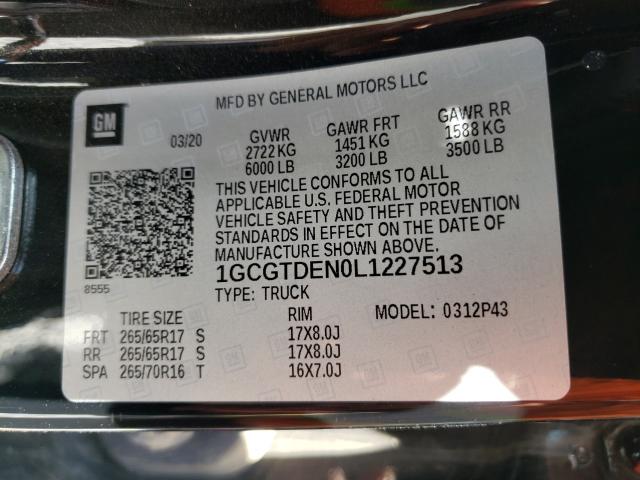 MFD BY GENERAL MOTORS LLC
GM
03/20 GVWR GAWR FRT GAWR RR
2722 KG 1451 KG 1588 KG
6000 LB 3200 LB 3500 LB
THIS VEHICLE CONFORMS TO ALL
APPLICABLE U.S. FEDERAL MOTOR
VEHICLE SAFETY AND THEFT PREVENTION
STANDARDS IN EFFECT ON THE DATE OF
MANUFACTURE SHOWN ABOVE.
8555
1GCGTDEN0L1227513
TYPE: TRUCK
TIRE SIZE RIM MODEL: 0312P43
FRT 265/65R17 S 17X8.0J
RR 265/65R17 S 17X8.0J
SPA 265/70R16 T 16X7.0J